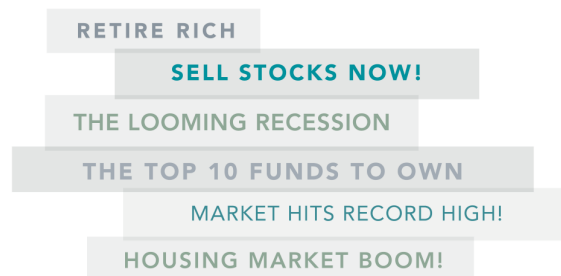 RETIRE RICH
SELL STOCKS NOW!
THE LOOMING RECESSION
THE TOP 10 FUNDS TO OWN
MARKET HITS RECORD HIGH!
HOUSING MARKET BOOM!